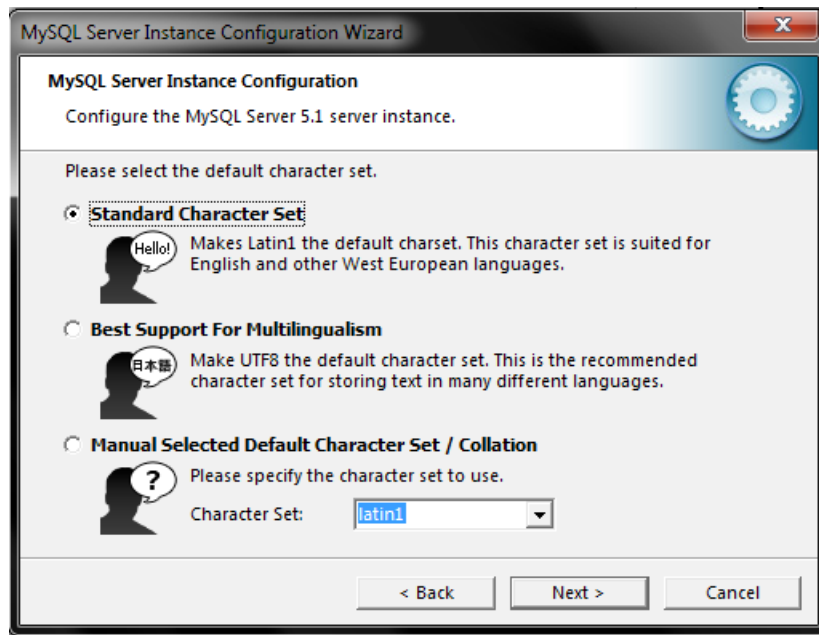 MySQL Server Instance Configuration Wizard
MySQL Server Instance Configuration
Configure the MySQL Server 5.1 server instance.
Please select the default character set.
Standard Character Set
Hello!
Makes Latin1 the default charset. This character set is suited for
English and other West European languages.
Best Support For Multilingualism
日本語
Make UTF8 the default character set. This is the recommended
character set for storing text in many different languages.
Manual Selected Default Character Set / Collation
?
Please specify the character set to use.
Character Set: latin1
< Back Next > Cancel